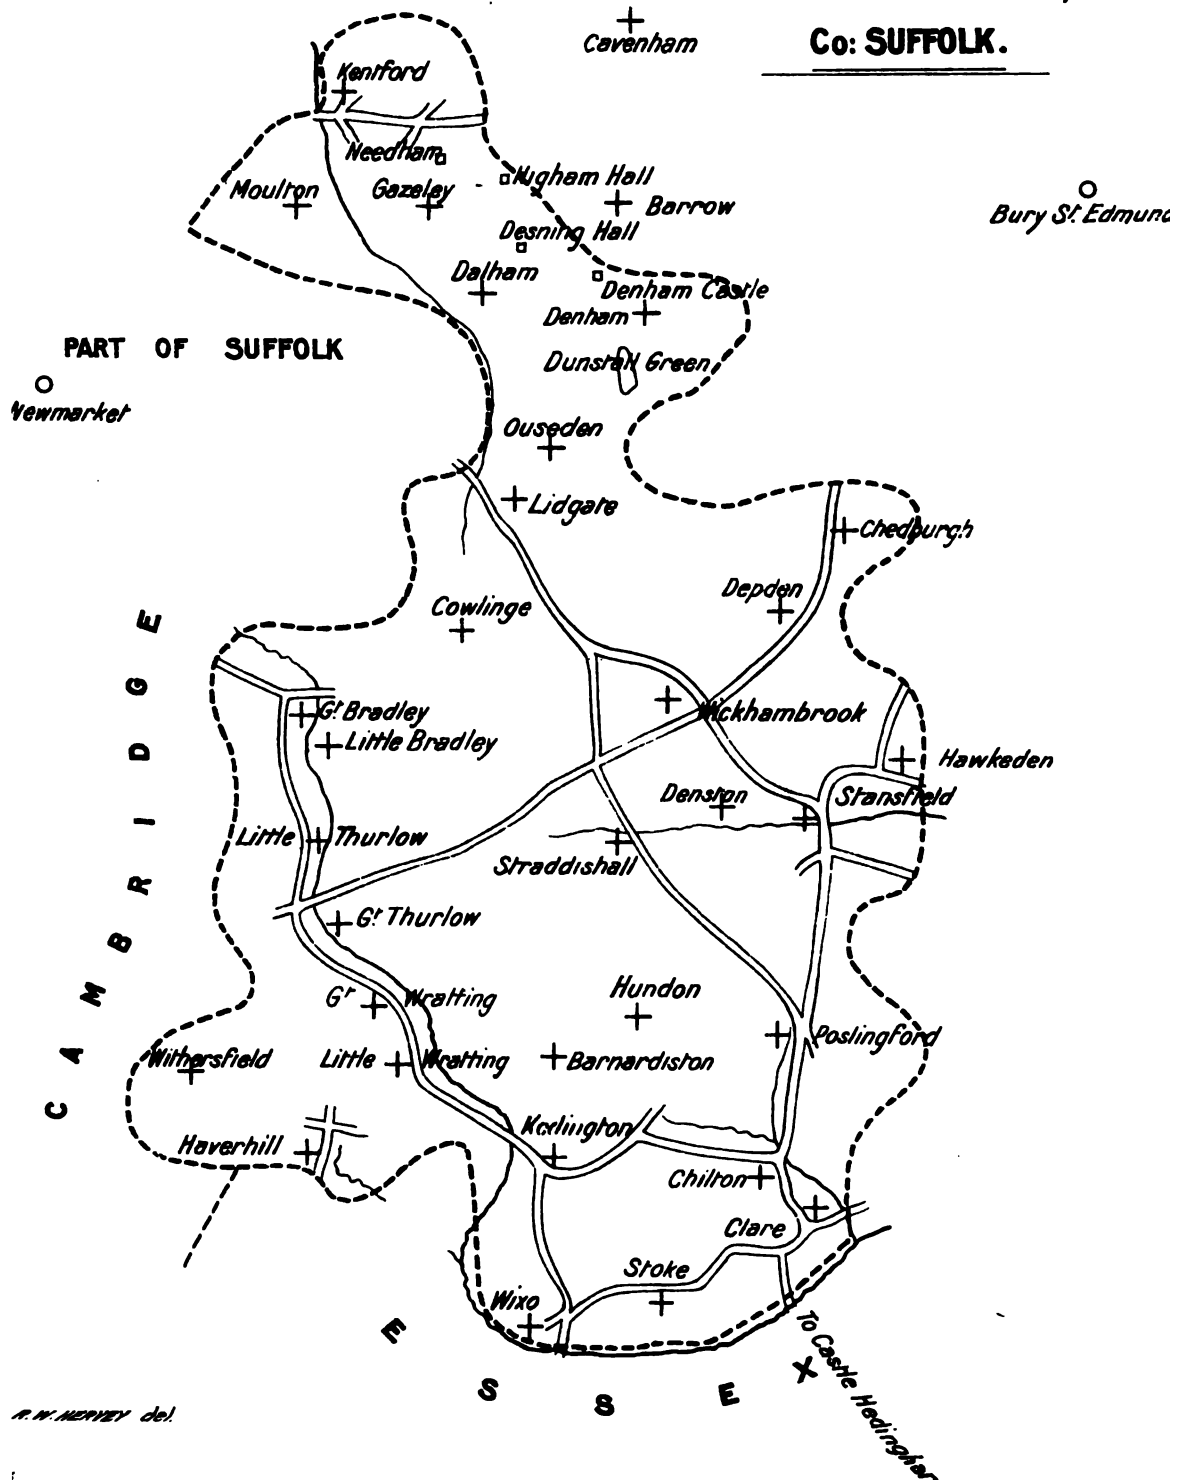 Cavenham
Co: SUFFOLK.
Kentford
Needham
Higham Hall
Moulton
Gazeley
Barrow
Bury St. Edmund
Desning Hall
Dalham
Denham Castle
Denham
PART OF SUFFOLK
Dunstall Green
Newmarket
Ouseden
Lidgate
Chedburgh
Depden
Cowlinge
CAMBRIDGE
Gt. Bradley
Wickhambrook
Little Bradley
Hawkeden
Denston
Stansfield
Little Thurlow
Straddishall
Gt. Thurlow
Gt Wratting
Hundon
Poslingford
Withersfield
Little Wratting
Barnardiston
Kedington
Haverhill
Chilton
Clare
Stoke
Wixo
To Castle Hedingham
ESSEX
R.W. HERVEY del.